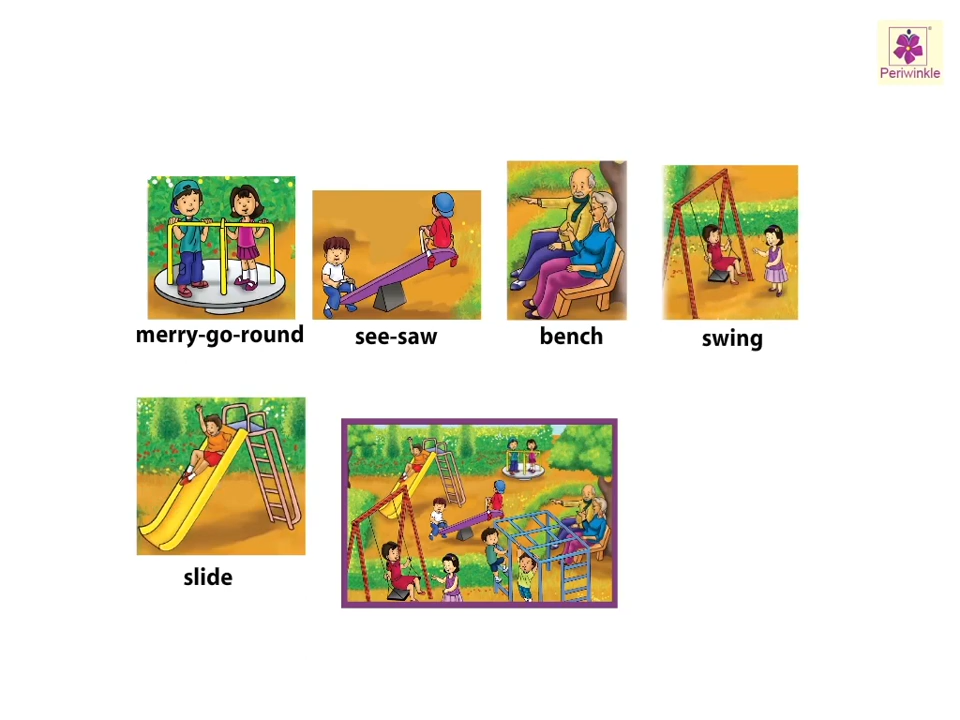 Periwinkle
merry-go-round
see-saw
bench
swing
slide